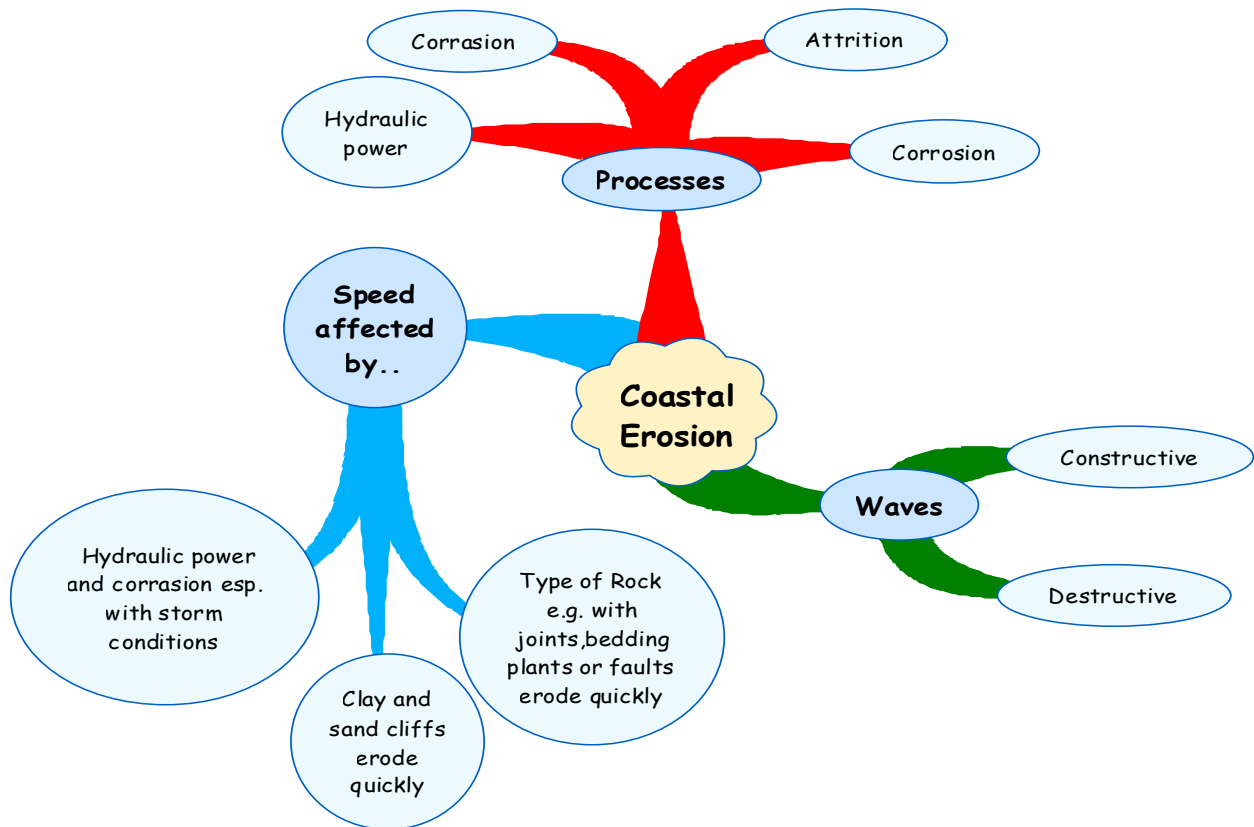 Corrasion
Attrition
Hydraulic
power
Corrosion
Processes
Speed
affected
by..
Coastal
Erosion
Constructive
Waves
Destructive
Hydraulic power
and corrasion esp.
with storm
conditions
Type of Rock
e.g. with
joints,bedding
plants or faults
erode quickly
Clay and
sand cliffs
erode
quickly